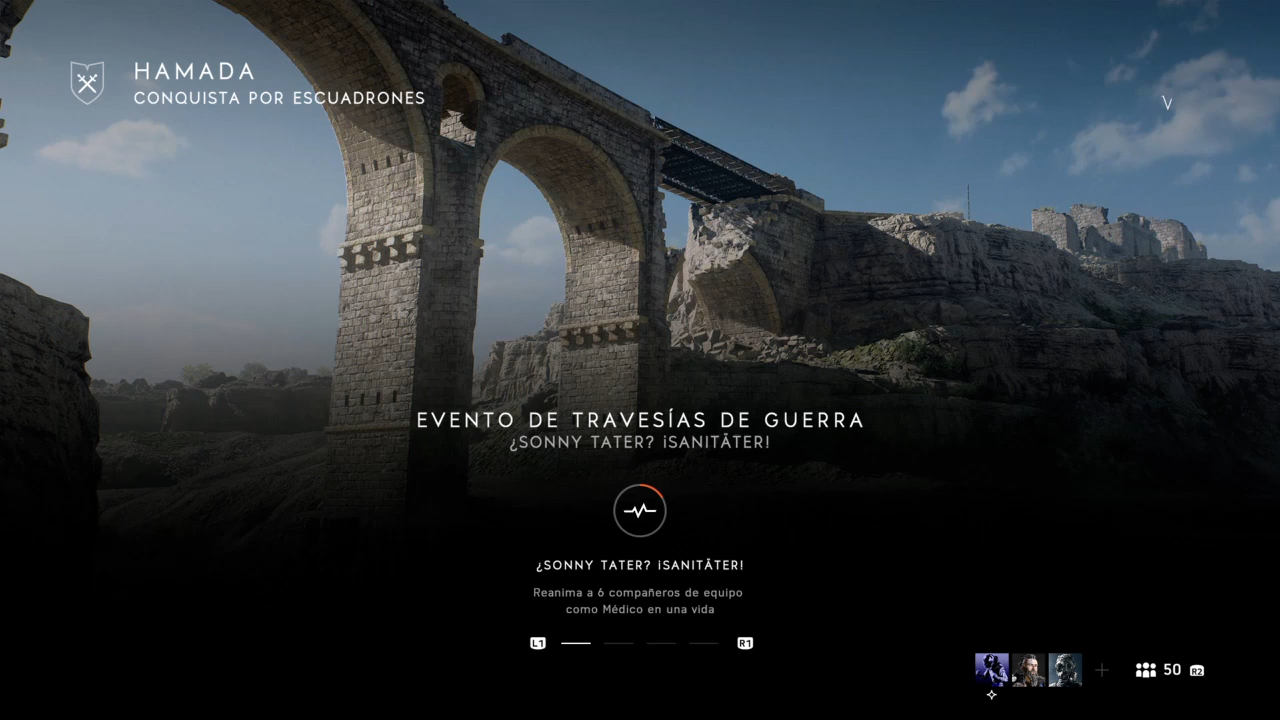 HAMADA
CONQUISTA POR ESCUADRONES
V
EVENTO DE TRAVESÍAS DE GUERRA
¿SONNY TATER? ¡SANITÄTER!
¿SONNY TATER? ¡SANITÄTER!
Reanima a 6 compañeros de equipo
como Médico en una vida
L1 R1
50 R2